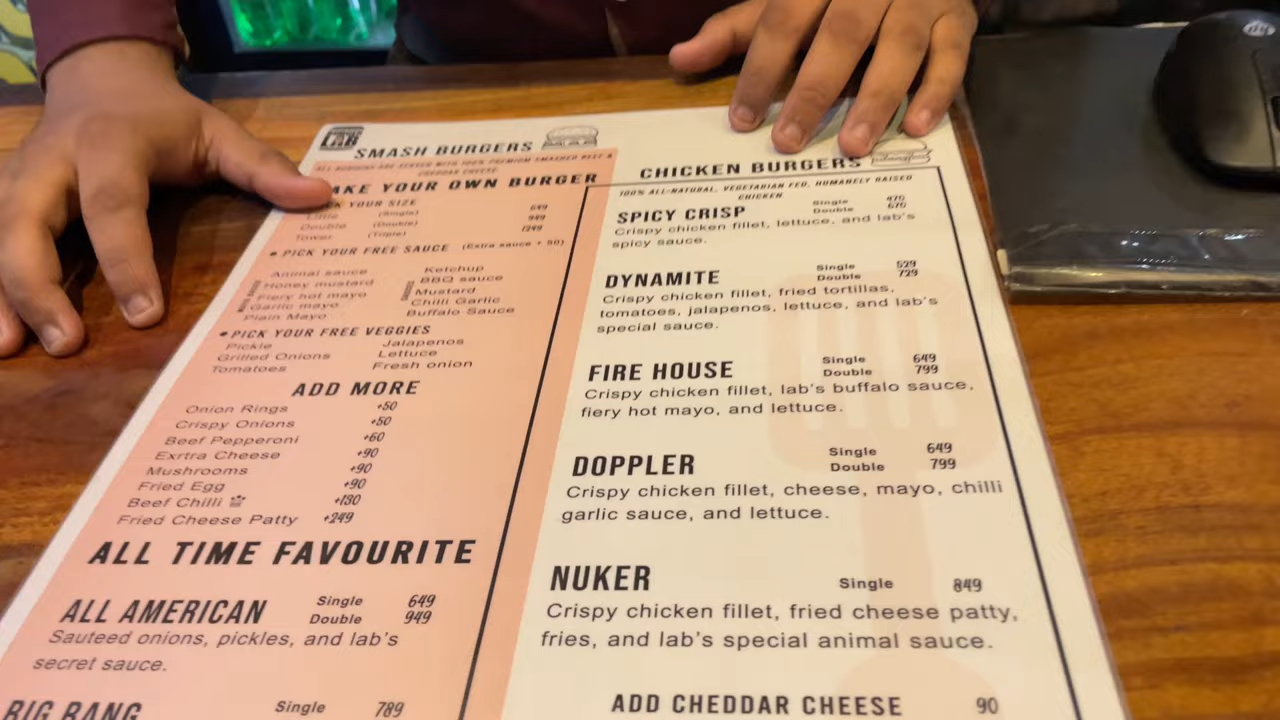 LAB
SMASH BURGERS
ALL BURGERS ARE SERVED WITH 100% PREMIUM SMASHED BEEF &
CHEDDAR CHEESE
AKE YOUR OWN BURGER
CK YOUR SIZE
Little (Single) 649
Double (Double) 949
Tower (Triple) 1249
• PICK YOUR FREE SAUCE (Extra sauce + 50)
Animal sauce Ketchup
Honey mustard BBQ sauce
Fiery hot mayo Mustard
Garlic mayo Chilli Garlic
Plain Mayo Buffalo Sauce
• PICK YOUR FREE VEGGIES
Pickle Jalapenos
Grilled Onions Lettuce
Tomatoes Fresh onion
ADD MORE
Onion Rings +50
Crispy Onions +50
Beef Pepperoni +60
Exrtra Cheese +90
Mushrooms +90
Fried Egg +90
Beef Chilli +130
Fried Cheese Patty +249
ALL TIME FAVOURITE
ALL AMERICAN Single 649
Double 949
Sauteed onions, pickles, and lab's
secret sauce.
BIG BANG Single 789
CHICKEN BURGERS
100% ALL-NATURAL, VEGETARIAN FED, HUMANELY RAISED
CHICKEN
SPICY CRISP Single 470
Double 670
Crispy chicken fillet, lettuce, and lab's
spicy sauce.
DYNAMITE Single 529
Double 729
Crispy chicken fillet, fried tortillas,
tomatoes, jalapenos, lettuce, and lab's
special sauce.
FIRE HOUSE Single 649
Double 799
Crispy chicken fillet, lab's buffalo sauce,
fiery hot mayo, and lettuce.
DOPPLER Single 649
Double 799
Crispy chicken fillet, cheese, mayo, chilli
garlic sauce, and lettuce.
NUKER Single 849
Crispy chicken fillet, fried cheese patty,
fries, and lab's special animal sauce.
ADD CHEDDAR CHEESE 90
hp